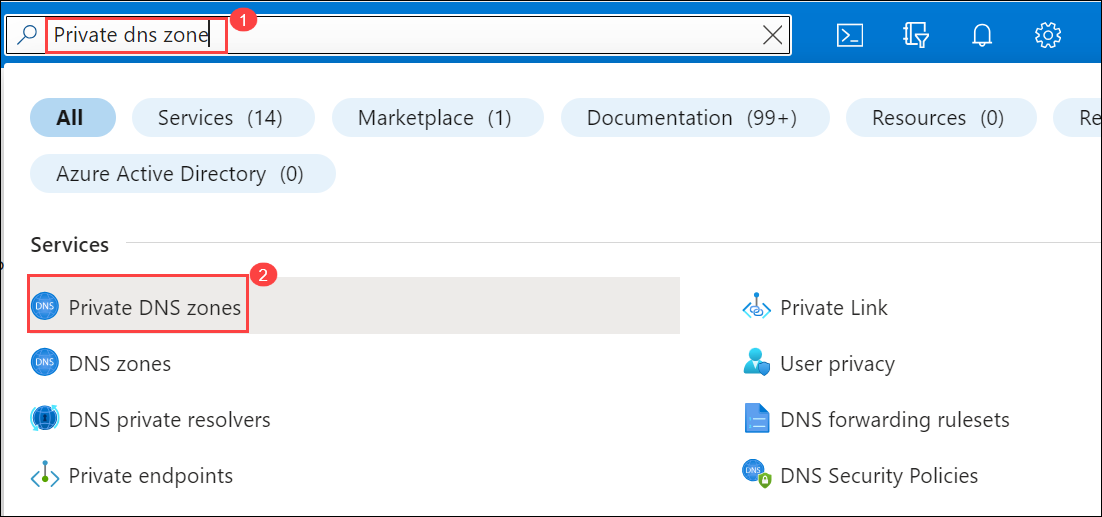 Private dns zone 1
All Services (14) Marketplace (1) Documentation (99+) Resources (0) Re
Azure Active Directory (0)
Services
2
DNS Private DNS zones Private Link
DNS DNS zones User privacy
DNS private resolvers DNS forwarding rulesets
Private endpoints DNS DNS Security Policies